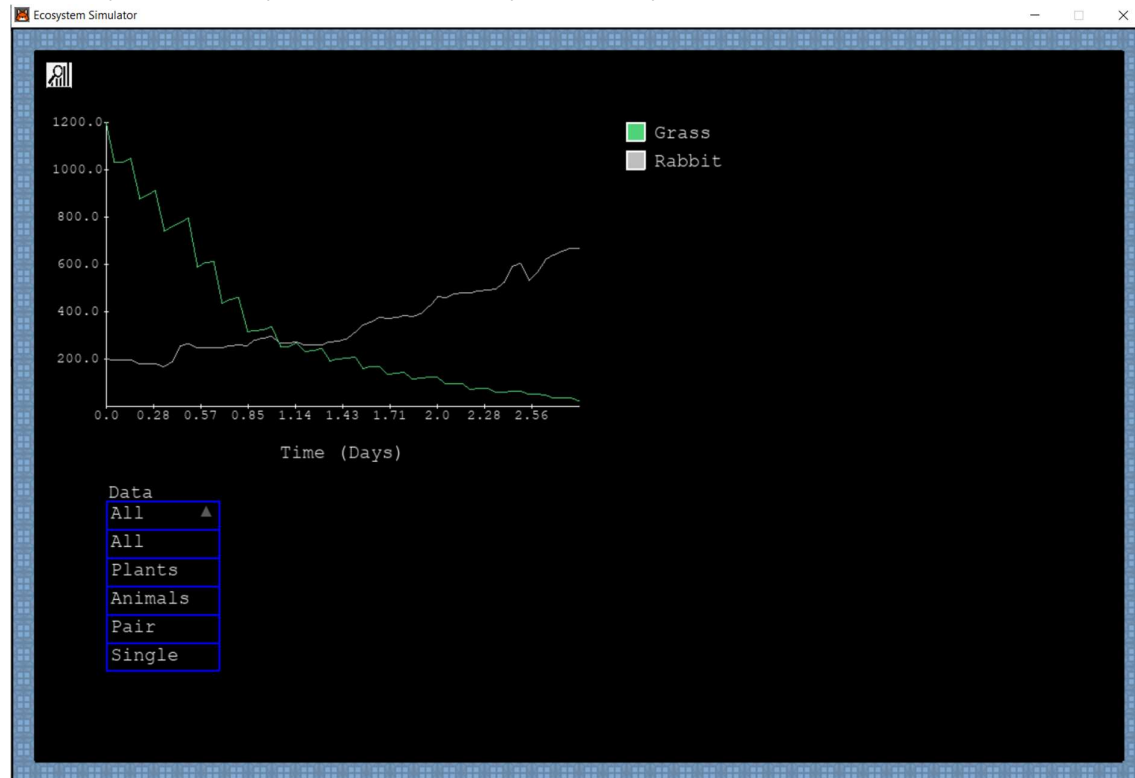 Ecosystem Simulator
1200.0
1000.0
800.0
600.0
400.0
200.0
0.0 0.28 0.57 0.85 1.14 1.43 1.71 2.0 2.28 2.56
Time (Days)
Grass
Rabbit
Data
All
All
Plants
Animals
Pair
Single